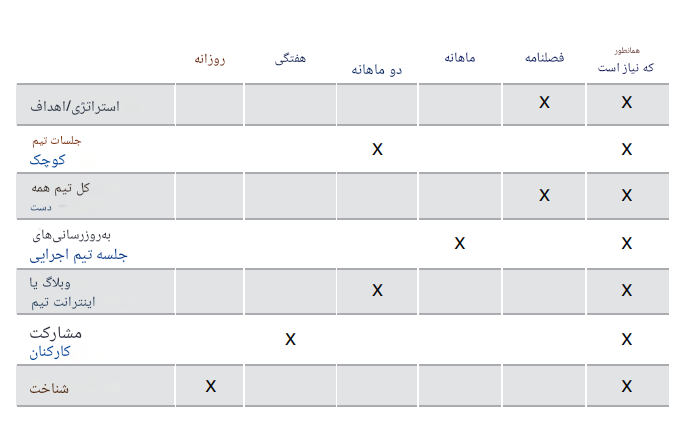 روزانه
هفتگی
دو ماهانه
ماهانه
فصلنامه
همانطور
که نیاز است
استراتژی/اهداف X X
جلسات تیم
کوچک X X
کل تیم همه
دست X X
به‌روزرسانی‌های
جلسه تیم اجرایی X X
وبلاگ یا
اینترانت تیم X X
مشارکت
کارکنان X X
شناخت X X